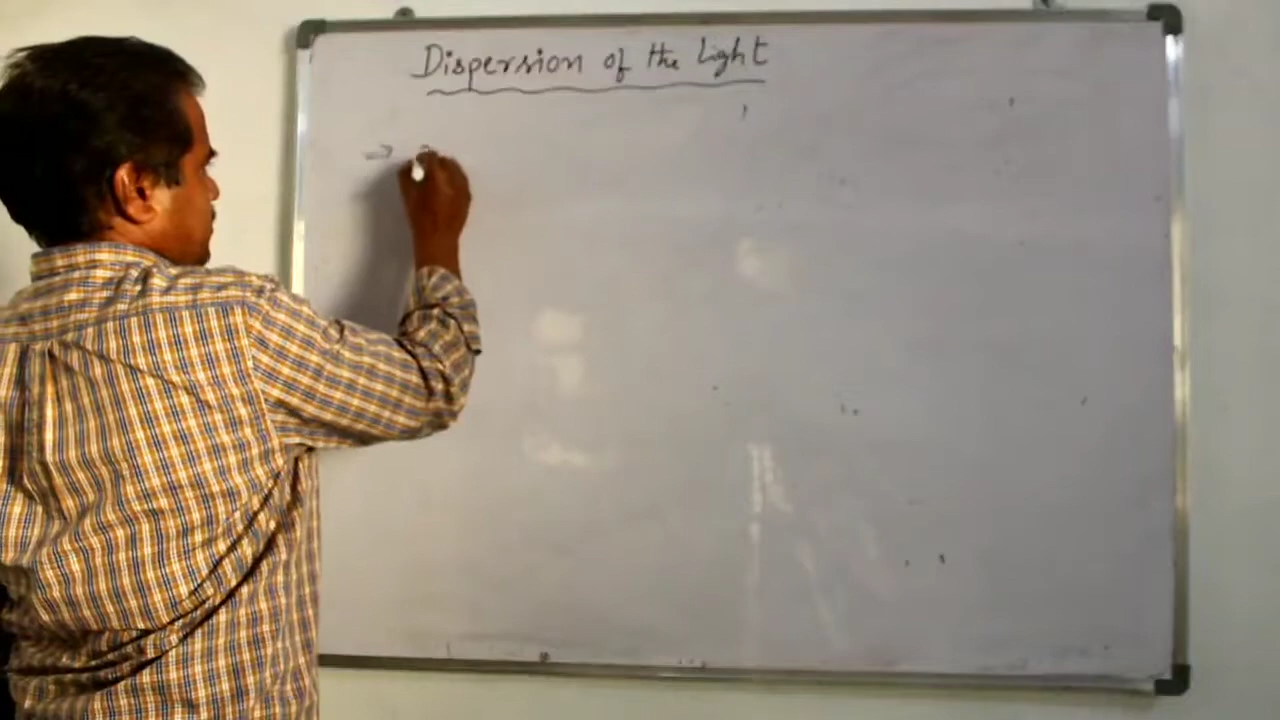 Dispersion of the Light
→